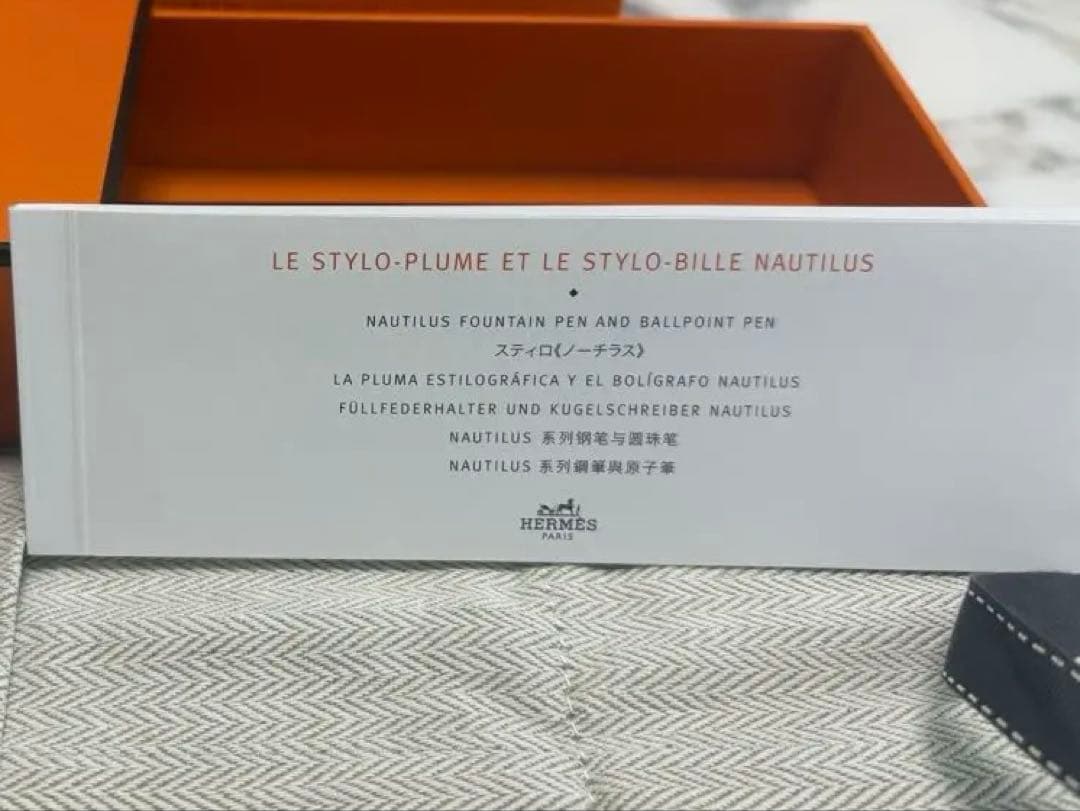 LE STYLO-PLUME ET LE STYLO-BILLE NAUTILUS
NAUTILUS FOUNTAIN PEN AND BALLPOINT PEN
スティロ《ノーチラス》
LA PLUMA ESTILOGRÁFICA Y EL BOLÍGRAFO NAUTILUS
FÜLLFEDERHALTER UND KUGELSCHREIBER NAUTILUS
NAUTILUS 系列钢笔与圆珠笔
NAUTILUS 系列鋼筆與原子筆
HERMÈS
PARIS